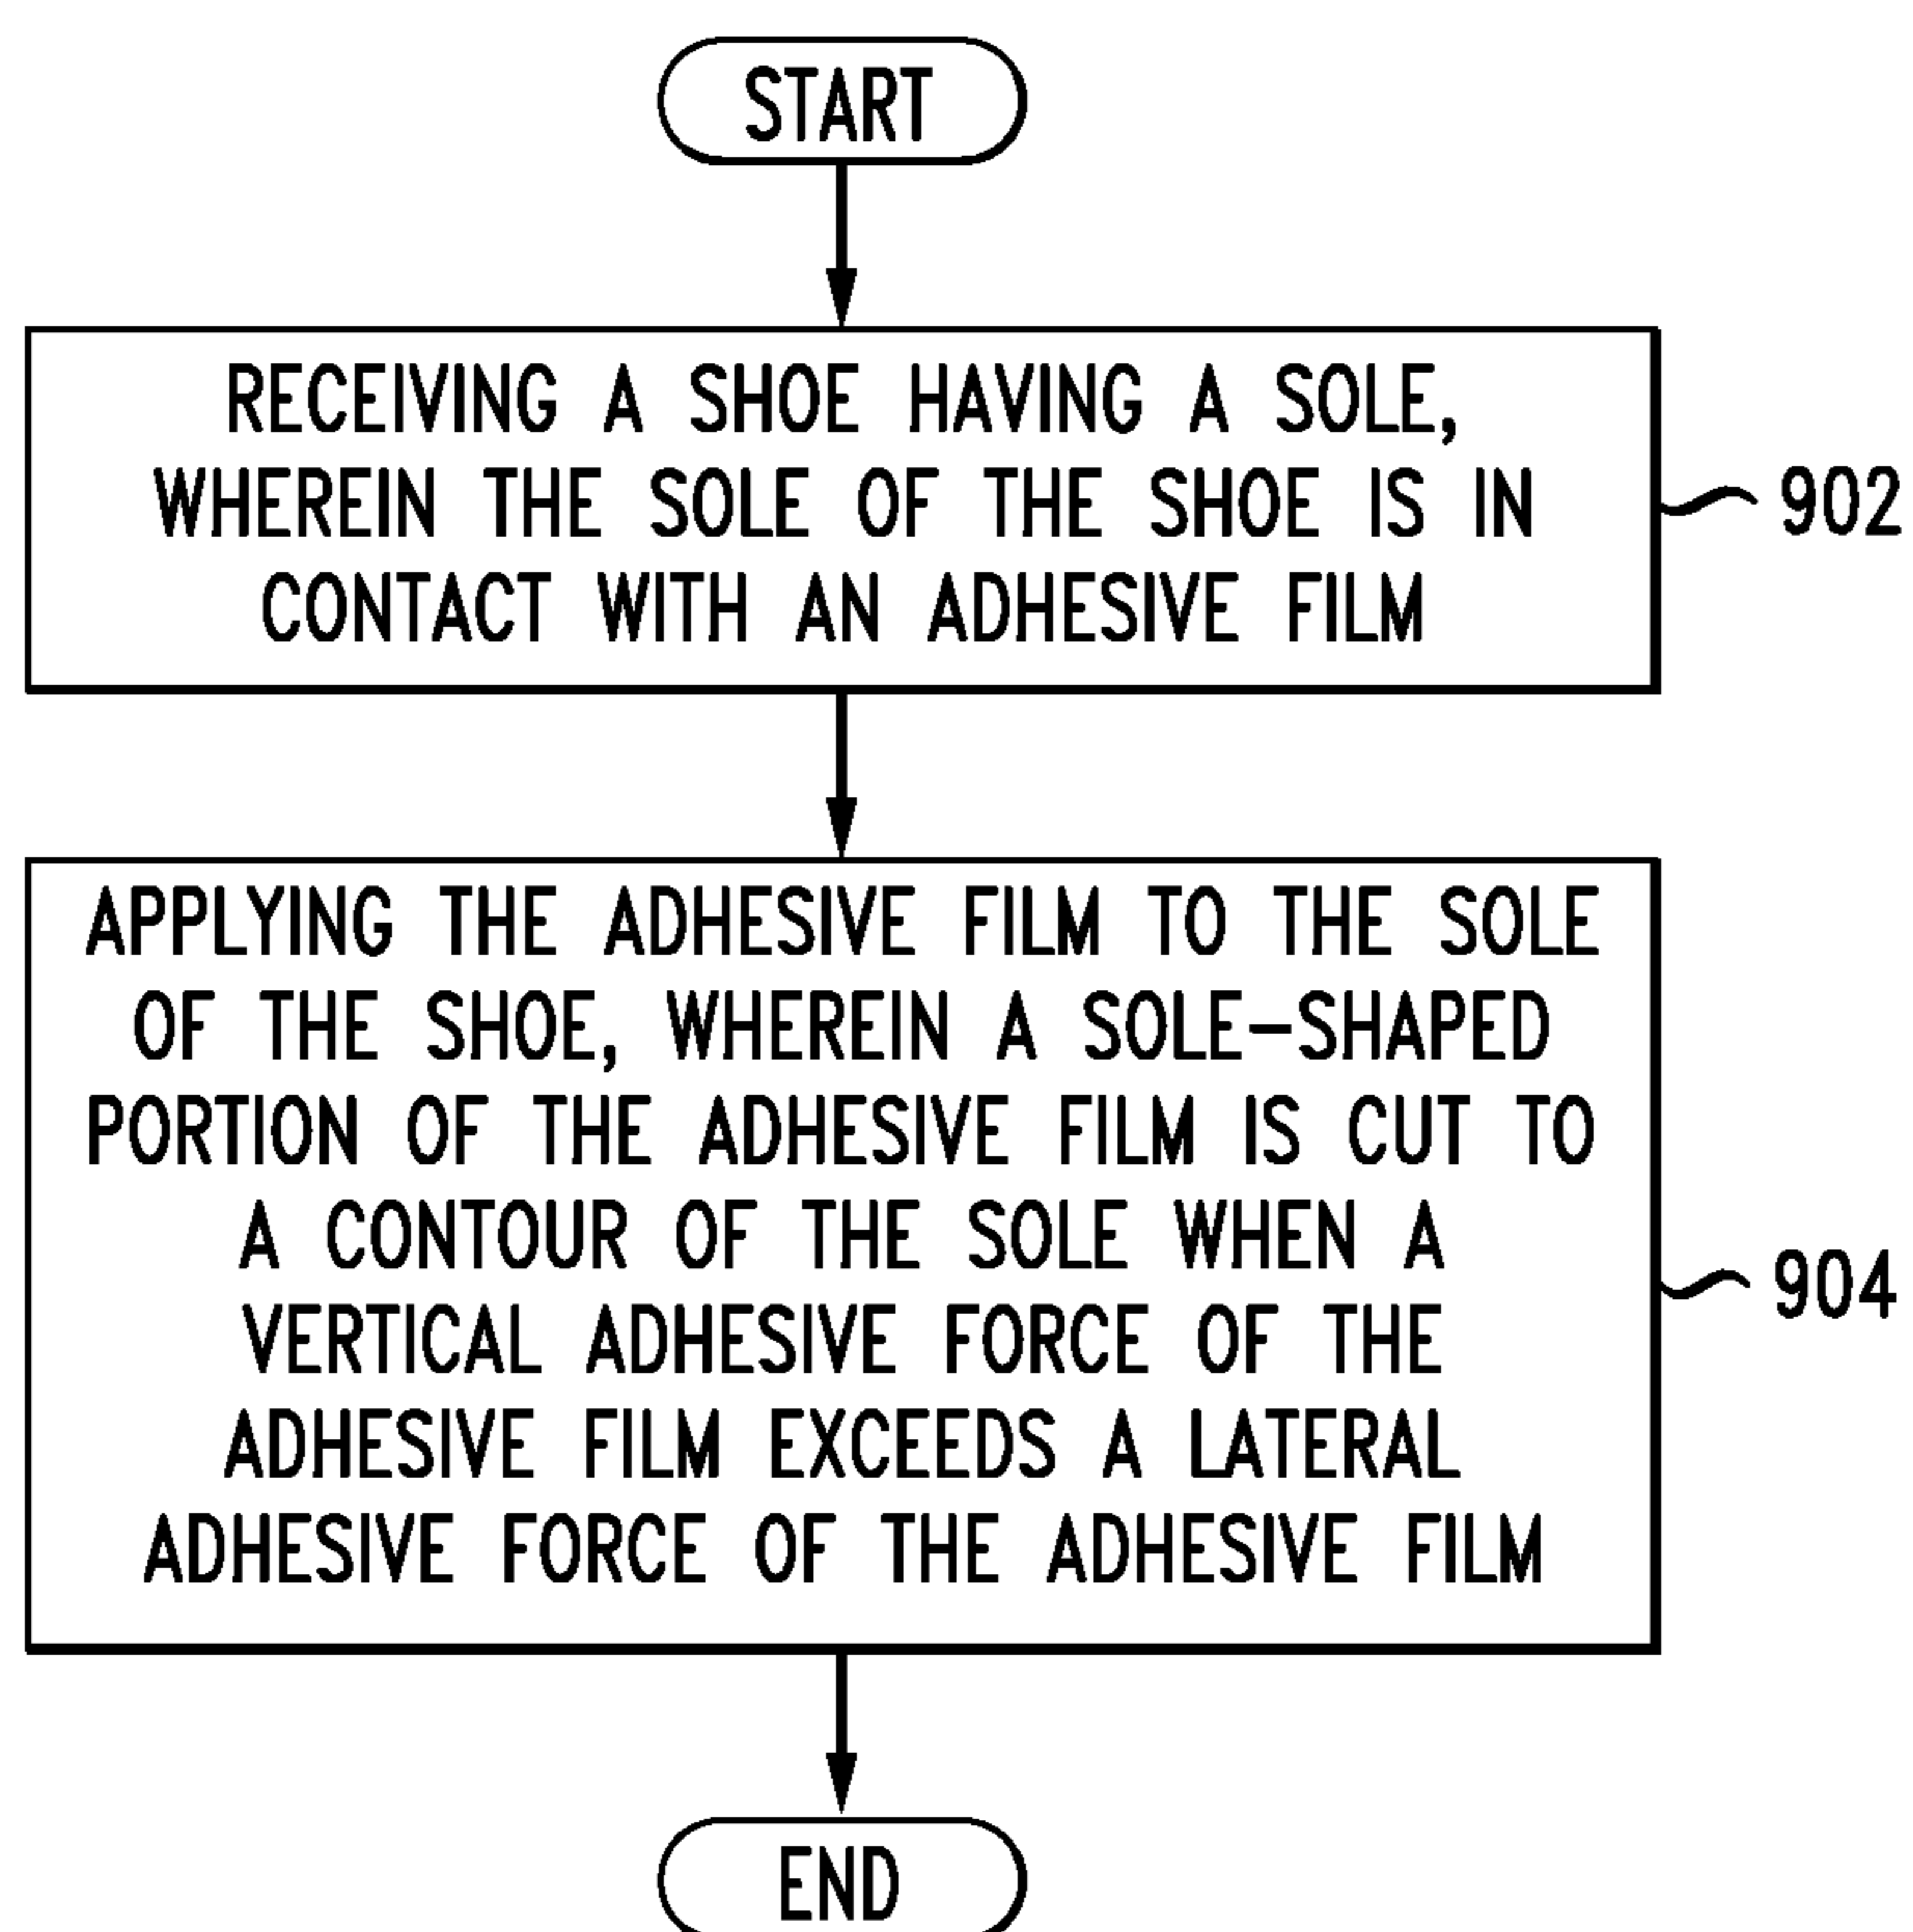 START
RECEIVING A SHOE HAVING A SOLE,
WHEREIN THE SOLE OF THE SHOE IS IN
CONTACT WITH AN ADHESIVE FILM
902
APPLYING THE ADHESIVE FILM TO THE SOLE
OF THE SHOE, WHEREIN A SOLE-SHAPED
PORTION OF THE ADHESIVE FILM IS CUT TO
A CONTOUR OF THE SOLE WHEN A
VERTICAL ADHESIVE FORCE OF THE
ADHESIVE FILM EXCEEDS A LATERAL
ADHESIVE FORCE OF THE ADHESIVE FILM
904
END